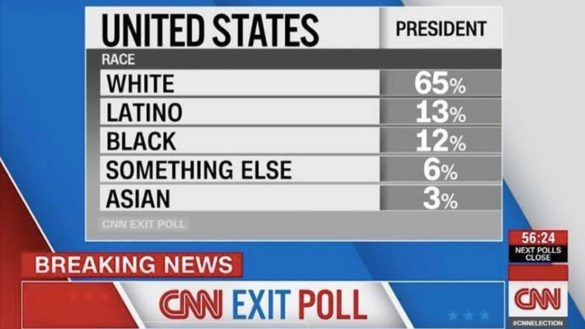 UNITED STATES
PRESIDENT
RACE
WHITE 65%
LATINO 13%
BLACK 12%
SOMETHING ELSE 6%
ASIAN 3%
CNN EXIT POLL
56:24
NEXT POLLS
CLOSE
BREAKING NEWS
CNN EXIT POLL
CNN
#CNNELECTION